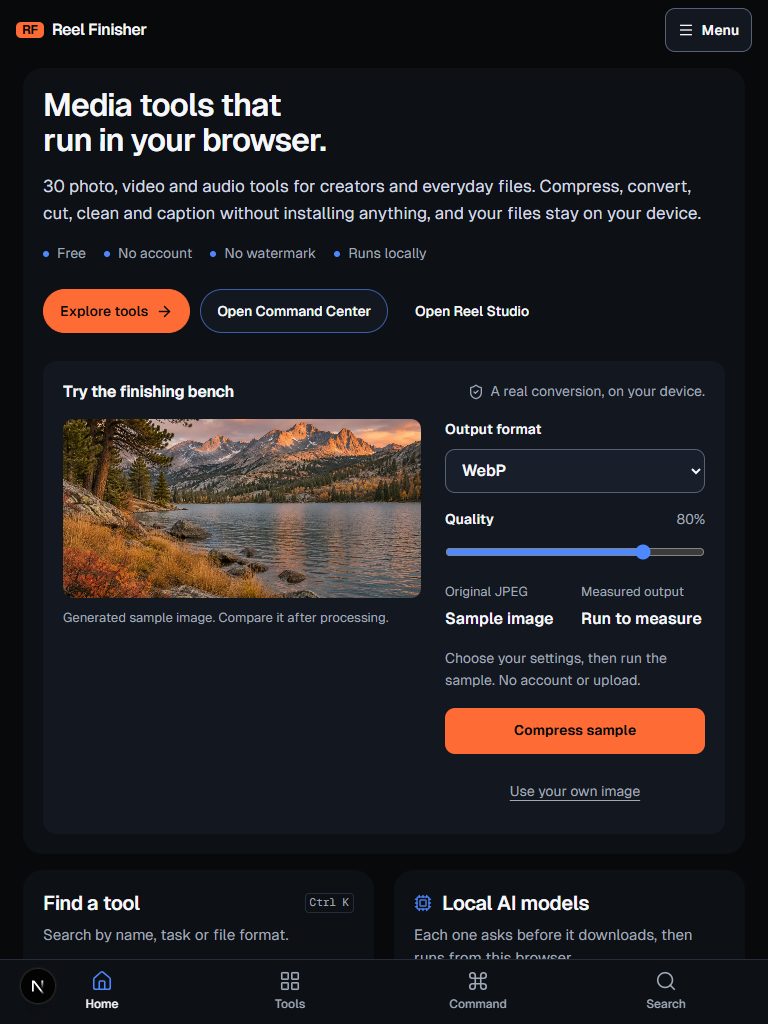 RF Reel Finisher
Menu
Media tools that
run in your browser.
30 photo, video and audio tools for creators and everyday files. Compress, convert,
cut, clean and caption without installing anything, and your files stay on your device.
Free No account No watermark Runs locally
Explore tools
Open Command Center
Open Reel Studio
Try the finishing bench
A real conversion, on your device.
Generated sample image. Compare it after processing.
Output format
WebP
Quality 80%
Original JPEG
Sample image
Measured output
Run to measure
Choose your settings, then run the
sample. No account or upload.
Compress sample
Use your own image
Find a tool
Ctrl K
Search by name, task or file format.
Local AI models
Each one asks before it downloads, then
runs from this browser.
N
Home
Tools
Command
Search